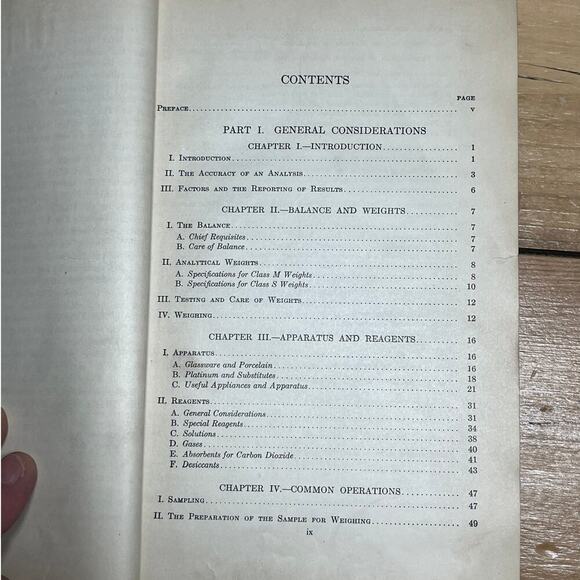 CONTENTS
PAGE
Preface v
PART I. GENERAL CONSIDERATIONS
CHAPTER I.—INTRODUCTION 1
I. Introduction 1
II. The Accuracy of an Analysis 3
III. Factors and the Reporting of Results 6
CHAPTER II.—BALANCE AND WEIGHTS 7
I. The Balance 7
A. Chief Requisites 7
B. Care of Balance 7
II. Analytical Weights 8
A. Specifications for Class M Weights 8
B. Specifications for Class S Weights 10
III. Testing and Care of Weights 12
IV. Weighing 12
CHAPTER III.—APPARATUS AND REAGENTS 16
I. Apparatus 16
A. Glassware and Porcelain 16
B. Platinum and Substitutes 18
C. Useful Appliances and Apparatus 21
II. Reagents 31
A. General Considerations 31
B. Special Reagents 34
C. Solutions 38
D. Gases 40
E. Absorbents for Carbon Dioxide 41
F. Desiccants 43
CHAPTER IV.—COMMON OPERATIONS 47
I. Sampling 47
II. The Preparation of the Sample for Weighing 49
ix